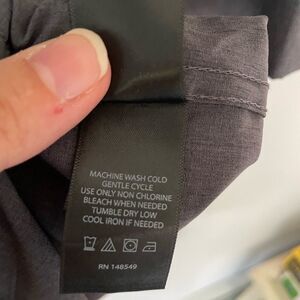 MACHINE WASH COLD
GENTLE CYCLE
USE ONLY NON CHLORINE
BLEACH WHEN NEEDED
TUMBLE DRY LOW
COOL IRON IF NEEDED
RN 148549